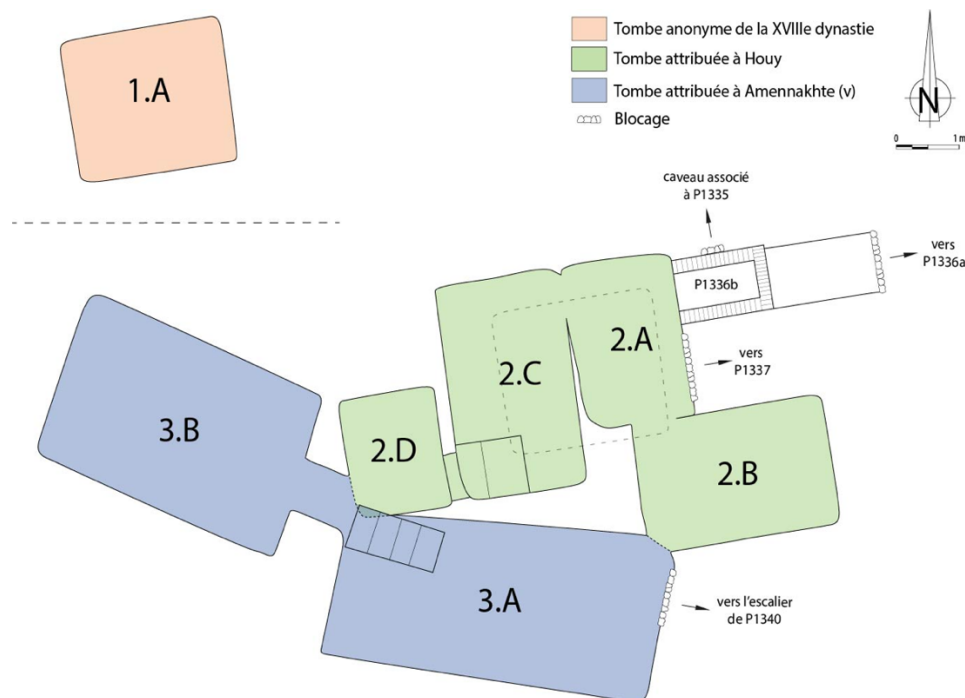 Tombe anonyme de la XVIIIe dynastie
Tombe attribuée à Houy
Tombe attribuée à Amennakhte (v)
Blocage
N
0 1 m
1.A
caveau associé
à P1335
vers
P1336a
P1336b
2.A
vers
P1337
2.C
3.B
2.D
2.B
3.A
vers l'escalier
de P1340